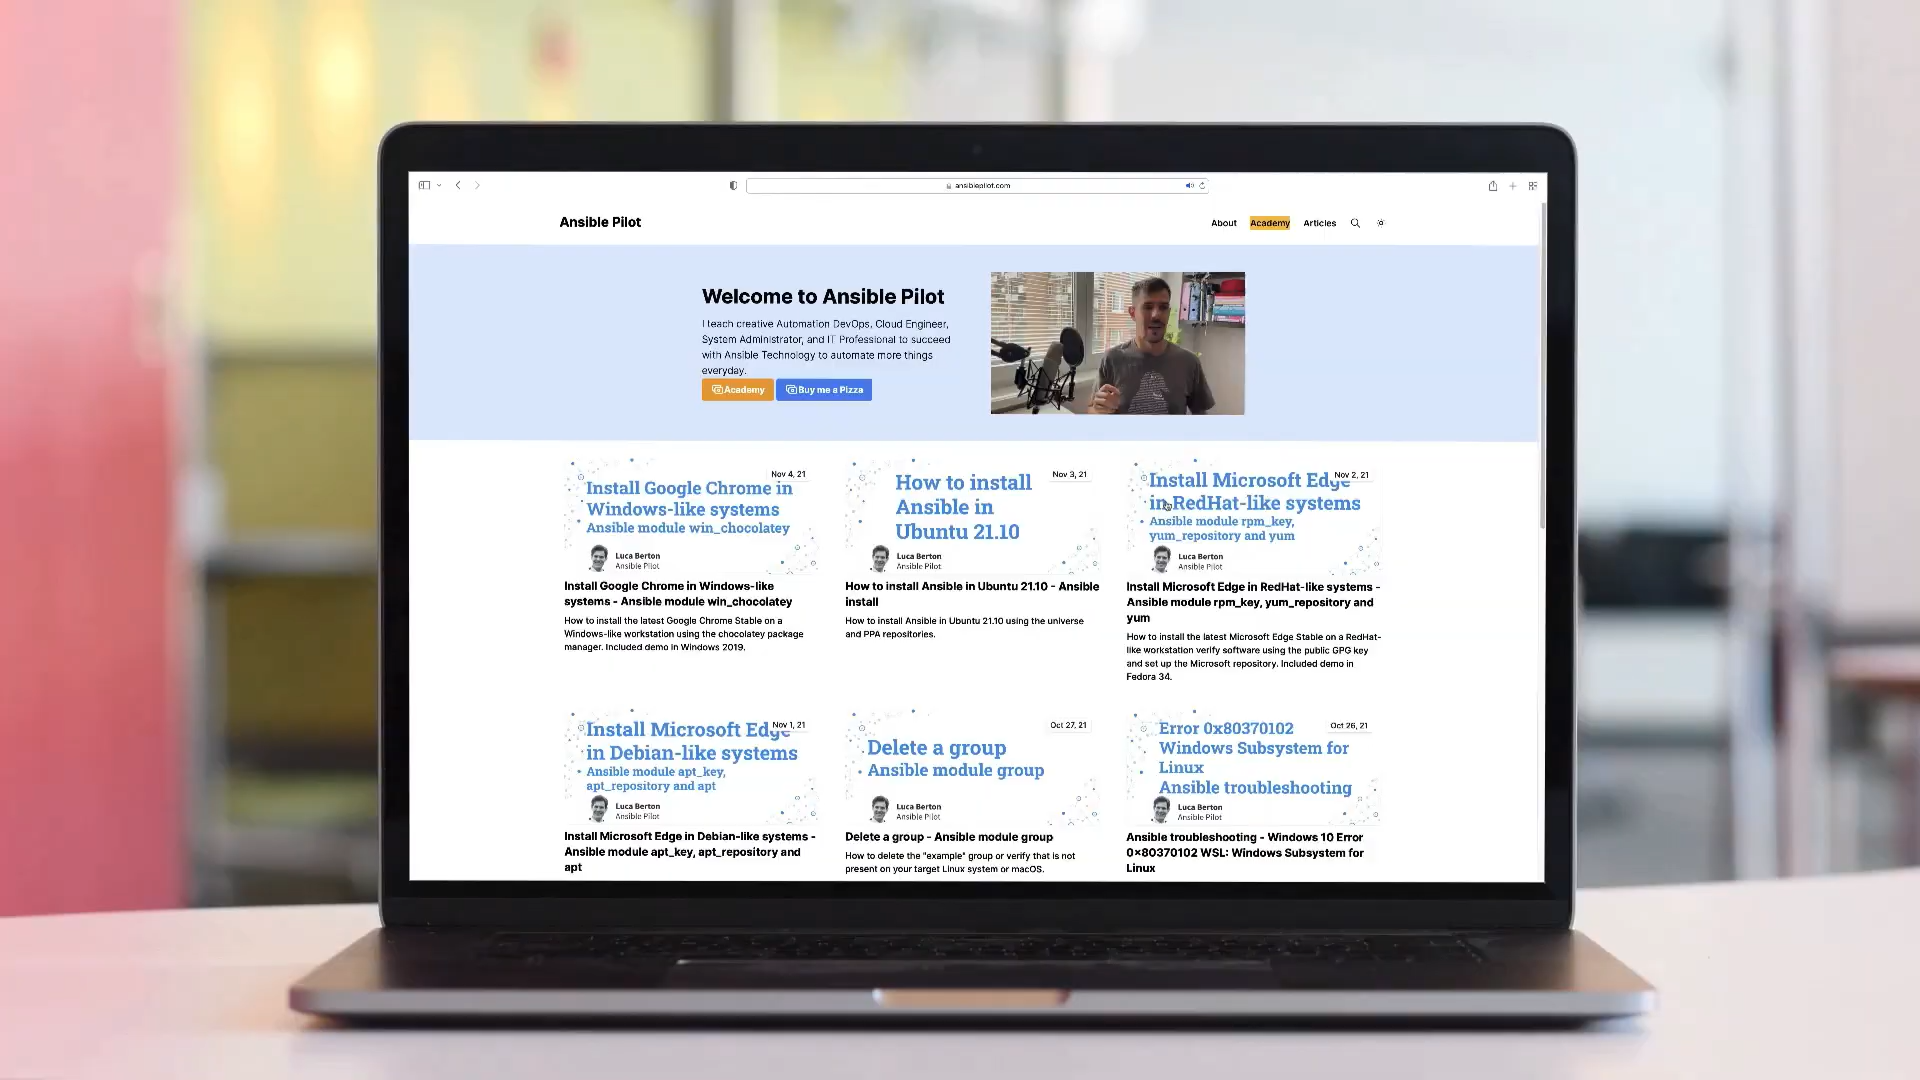 ansiblepilot.com
Ansible Pilot
About Academy Articles
Welcome to Ansible Pilot
I teach creative Automation DevOps, Cloud Engineer,
System Administrator, and IT Professional to succeed
with Ansible Technology to automate more things
everyday.
Academy Buy me a Pizza
Nov 4, 21
Install Google Chrome in
Windows-like systems
Ansible module win_chocolatey
Luca Berton
Ansible Pilot
Install Google Chrome in Windows-like
systems - Ansible module win_chocolatey
How to install the latest Google Chrome Stable on a
Windows-like workstation using the chocolatey package
manager. Included demo in Windows 2019.
Nov 3, 21
How to install
Ansible in
Ubuntu 21.10
Luca Berton
Ansible Pilot
How to install Ansible in Ubuntu 21.10 - Ansible
install
How to install Ansible in Ubuntu 21.10 using the universe
and PPA repositories.
Nov 2, 21
Install Microsoft Edge
in RedHat-like systems
Ansible module rpm_key,
yum_repository and yum
Luca Berton
Ansible Pilot
Install Microsoft Edge in RedHat-like systems -
Ansible module rpm_key, yum_repository and
yum
How to install the latest Microsoft Edge Stable on a RedHat-
like workstation verify software using the public GPG key
and set up the Microsoft repository. Included demo in
Fedora 34.
Nov 1, 21
Install Microsoft Edge
in Debian-like systems
Ansible module apt_key,
apt_repository and apt
Luca Berton
Ansible Pilot
Install Microsoft Edge in Debian-like systems -
Ansible module apt_key, apt_repository and
apt
Oct 27, 21
Delete a group
Ansible module group
Luca Berton
Ansible Pilot
Delete a group - Ansible module group
How to delete the "example" group or verify that is not
present on your target Linux system or macOS.
Oct 26, 21
Error 0x80370102
Windows Subsystem for
Linux
Ansible troubleshooting
Luca Berton
Ansible Pilot
Ansible troubleshooting - Windows 10 Error
0x80370102 WSL: Windows Subsystem for
Linux